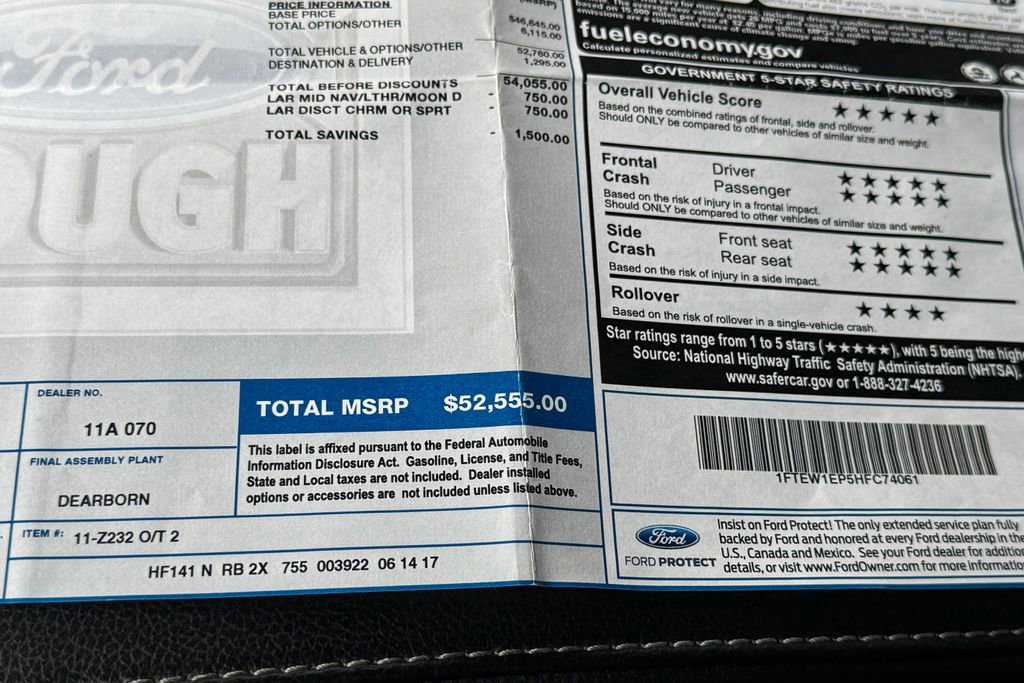 Ford
OUGH
PRICE INFORMATION
BASE PRICE $46,645.00
TOTAL OPTIONS/OTHER 6,115.00
TOTAL VEHICLE & OPTIONS/OTHER 52,760.00
DESTINATION & DELIVERY 1,295.00
TOTAL BEFORE DISCOUNTS 54,055.00
LAR MID NAV/LTHR/MOON D - 750.00
LAR DISCT CHRM OR SPRT - 750.00
TOTAL SAVINGS - 1,500.00
DEALER NO.
11A 070
FINAL ASSEMBLY PLANT
DEARBORN
TOTAL MSRP $52,555.00
This label is affixed pursuant to the Federal Automobile
Information Disclosure Act. Gasoline, License, and Title Fees,
State and Local taxes are not included. Dealer installed
options or accessories are not included unless listed above.
ITEM #: 11-Z232 O/T 2
HF141 N RB 2X 755 003922 06 14 17
fueleconomy.gov
Calculate personalized estimates and compare vehicles
GOVERNMENT 5-STAR SAFETY RATINGS
Overall Vehicle Score ★★★★★
Based on the combined ratings of frontal, side and rollover.
Should ONLY be compared to other vehicles of similar size and weight.
Frontal Crash Driver ★★★★★
Passenger ★★★★★
Based on the risk of injury in a frontal impact.
Should ONLY be compared to other vehicles of similar size and weight.
Side Crash Front seat ★★★★★
Rear seat ★★★★★
Based on the risk of injury in a side impact.
Rollover ★★★★
Based on the risk of rollover in a single-vehicle crash.
Star ratings range from 1 to 5 stars (★★★★★), with 5 being the high
Source: National Highway Traffic Safety Administration (NHTSA).
www.safercar.gov or 1-888-327-4236
1FTEW1EP5HFC74061
Ford
FORD PROTECT
Insist on Ford Protect! The only extended service plan fully
backed by Ford and honored at every Ford dealership in the
U.S., Canada and Mexico. See your Ford dealer for addition
details, or visit www.FordOwner.com for more informatio